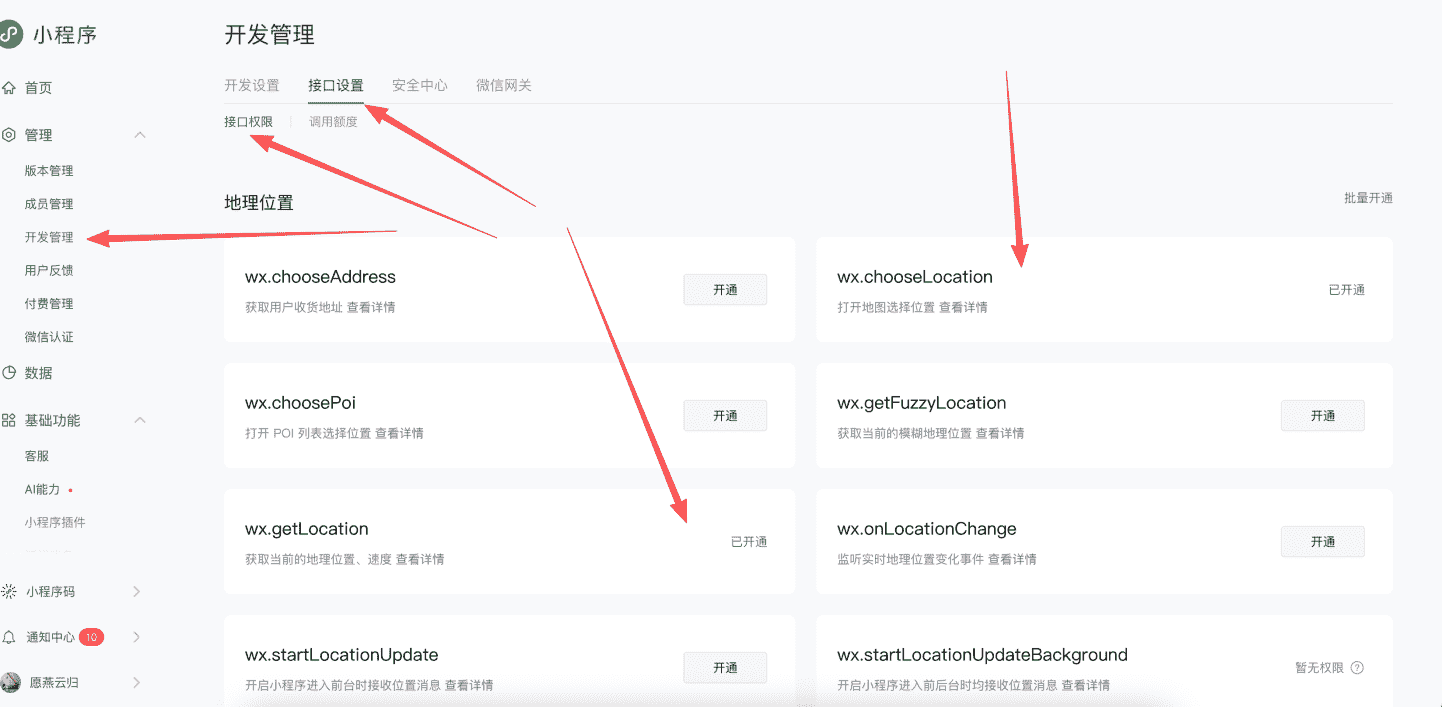 小程序
首页
管理
版本管理
成员管理
开发管理
用户反馈
付费管理
微信认证
数据
基础功能
客服
AI能力
小程序插件
小程序码
通知中心 10
愿燕云归
开发管理
开发设置 接口设置 安全中心 微信网关
接口权限 调用额度
地理位置 批量开通
wx.chooseAddress
获取用户收货地址 查看详情
开通
wx.chooseLocation
打开地图选择位置 查看详情
已开通
wx.choosePoi
打开 POI 列表选择位置 查看详情
开通
wx.getFuzzyLocation
获取当前的模糊地理位置 查看详情
开通
wx.getLocation
获取当前的地理位置、速度 查看详情
已开通
wx.onLocationChange
监听实时地理位置变化事件 查看详情
开通
wx.startLocationUpdate
开启小程序进入前台时接收位置消息 查看详情
开通
wx.startLocationUpdateBackground
开启小程序进入前后台时均接收位置消息 查看详情
暂无权限